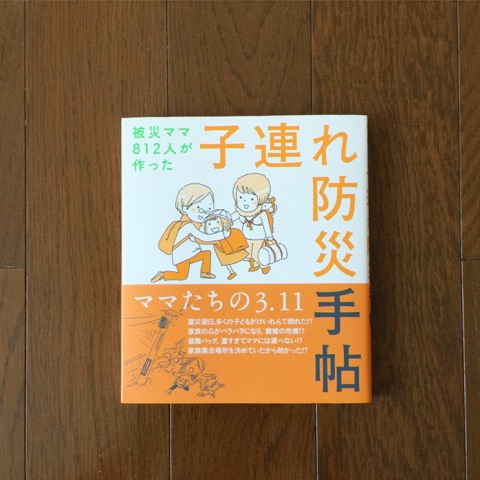 被災ママ
812人が
作った
子連れ
防災
手帖
ママたちの3.11
震災翌日、多くの子どもがけいれんで倒れた!?
家族の心がバラバラになり、離婚の危機!?
避難バッグ、重すぎてママには運べない!?
家族集合場所を決めていたから助かった!?